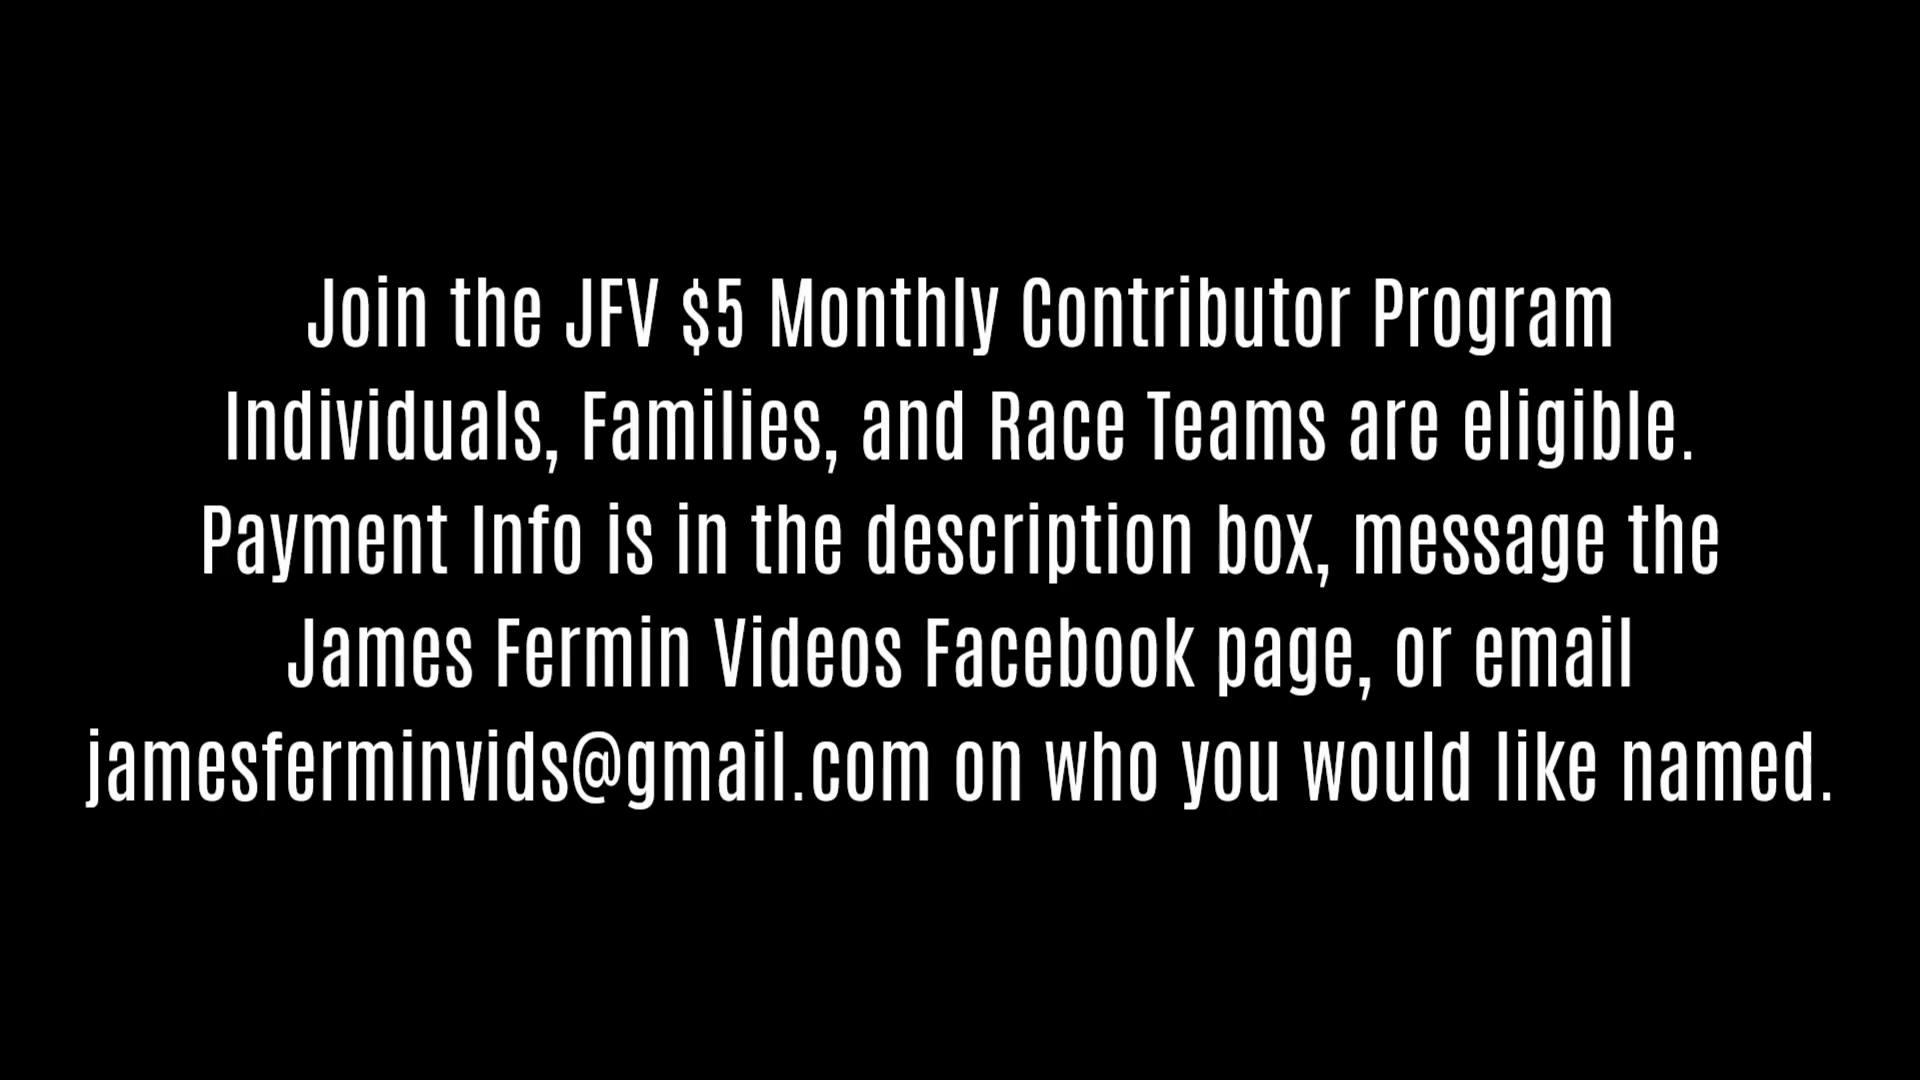 Join the JFV $5 Monthly Contributor Program
Individuals, Families, and Race Teams are eligible.
Payment Info is in the description box, message the
James Fermin Videos Facebook page, or email
jamesferminvids@gmail.com on who you would like named.